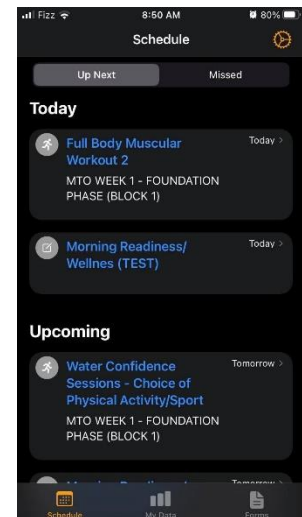 Fizz 8:50 AM 80%
Schedule
Up Next Missed
Today
Full Body Muscular Today >
Workout 2
MTO WEEK 1 - FOUNDATION
PHASE (BLOCK 1)
Morning Readiness/ Today >
Wellnes (TEST)
Upcoming
Water Confidence Tomorrow >
Sessions - Choice of
Physical Activity/Sport
MTO WEEK 1 - FOUNDATION
PHASE (BLOCK 1)
Tomorrow >
Schedule My Data Forms